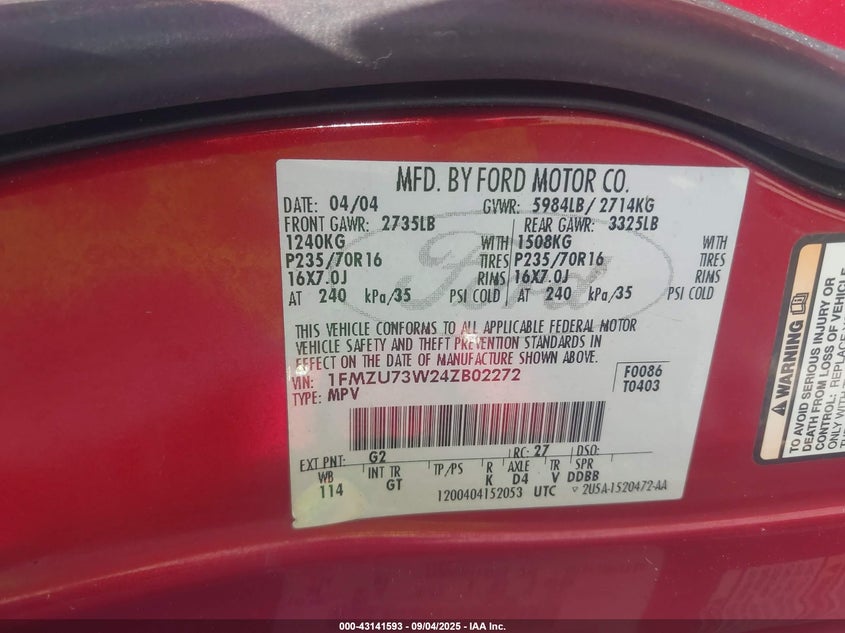 MFD. BY FORD MOTOR CO.
DATE: 04/04 GVWR: 5984LB/ 2714KG
FRONT GAWR: 2735LB REAR GAWR: 3325LB
1240KG WITH 1508KG WITH
P235/70R16 TIRES P235/70R16 TIRES
16X7.0J RIMS 16X7.0J RIMS
AT 240 kPa/35 PSI COLD AT 240 kPa/35 PSI COLD
Ford
THIS VEHICLE CONFORMS TO ALL APPLICABLE FEDERAL MOTOR
VEHICLE SAFETY AND THEFT PREVENTION STANDARDS IN
EFFECT ON THE DATE OF MANUFACTURE SHOWN ABOVE.
VIN: 1FMZU73W24ZB02272 F0086
TYPE: MPV T0403
EXT PNT: G2 RC: 27 DSO:
WB INT TR TP/PS R AXLE TR SPR
114 GT K D4 V DDBB
1200404152053 UTC ▽ 2U5A-1520472-AA
WARNING
TO AVOID SERIOUS INJURY OR
DEATH FROM LOSS OF VEHICLE
CONTROL: REPLACE
ONLY WITH
000-43141593 - 09/04/2025 - IAA Inc.